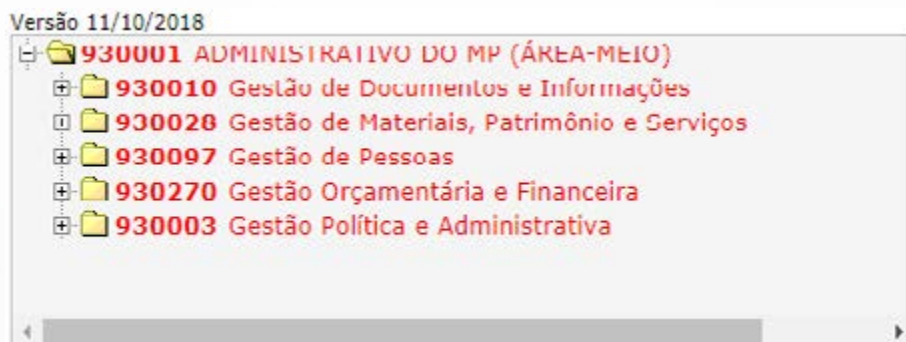 Versão 11/10/2018
930001 ADMINISTRATIVO DO MP (ÁREA-MEIO)
930010 Gestão de Documentos e Informações
930028 Gestão de Materiais, Patrimônio e Serviços
930097 Gestão de Pessoas
930270 Gestão Orçamentária e Financeira
930003 Gestão Política e Administrativa